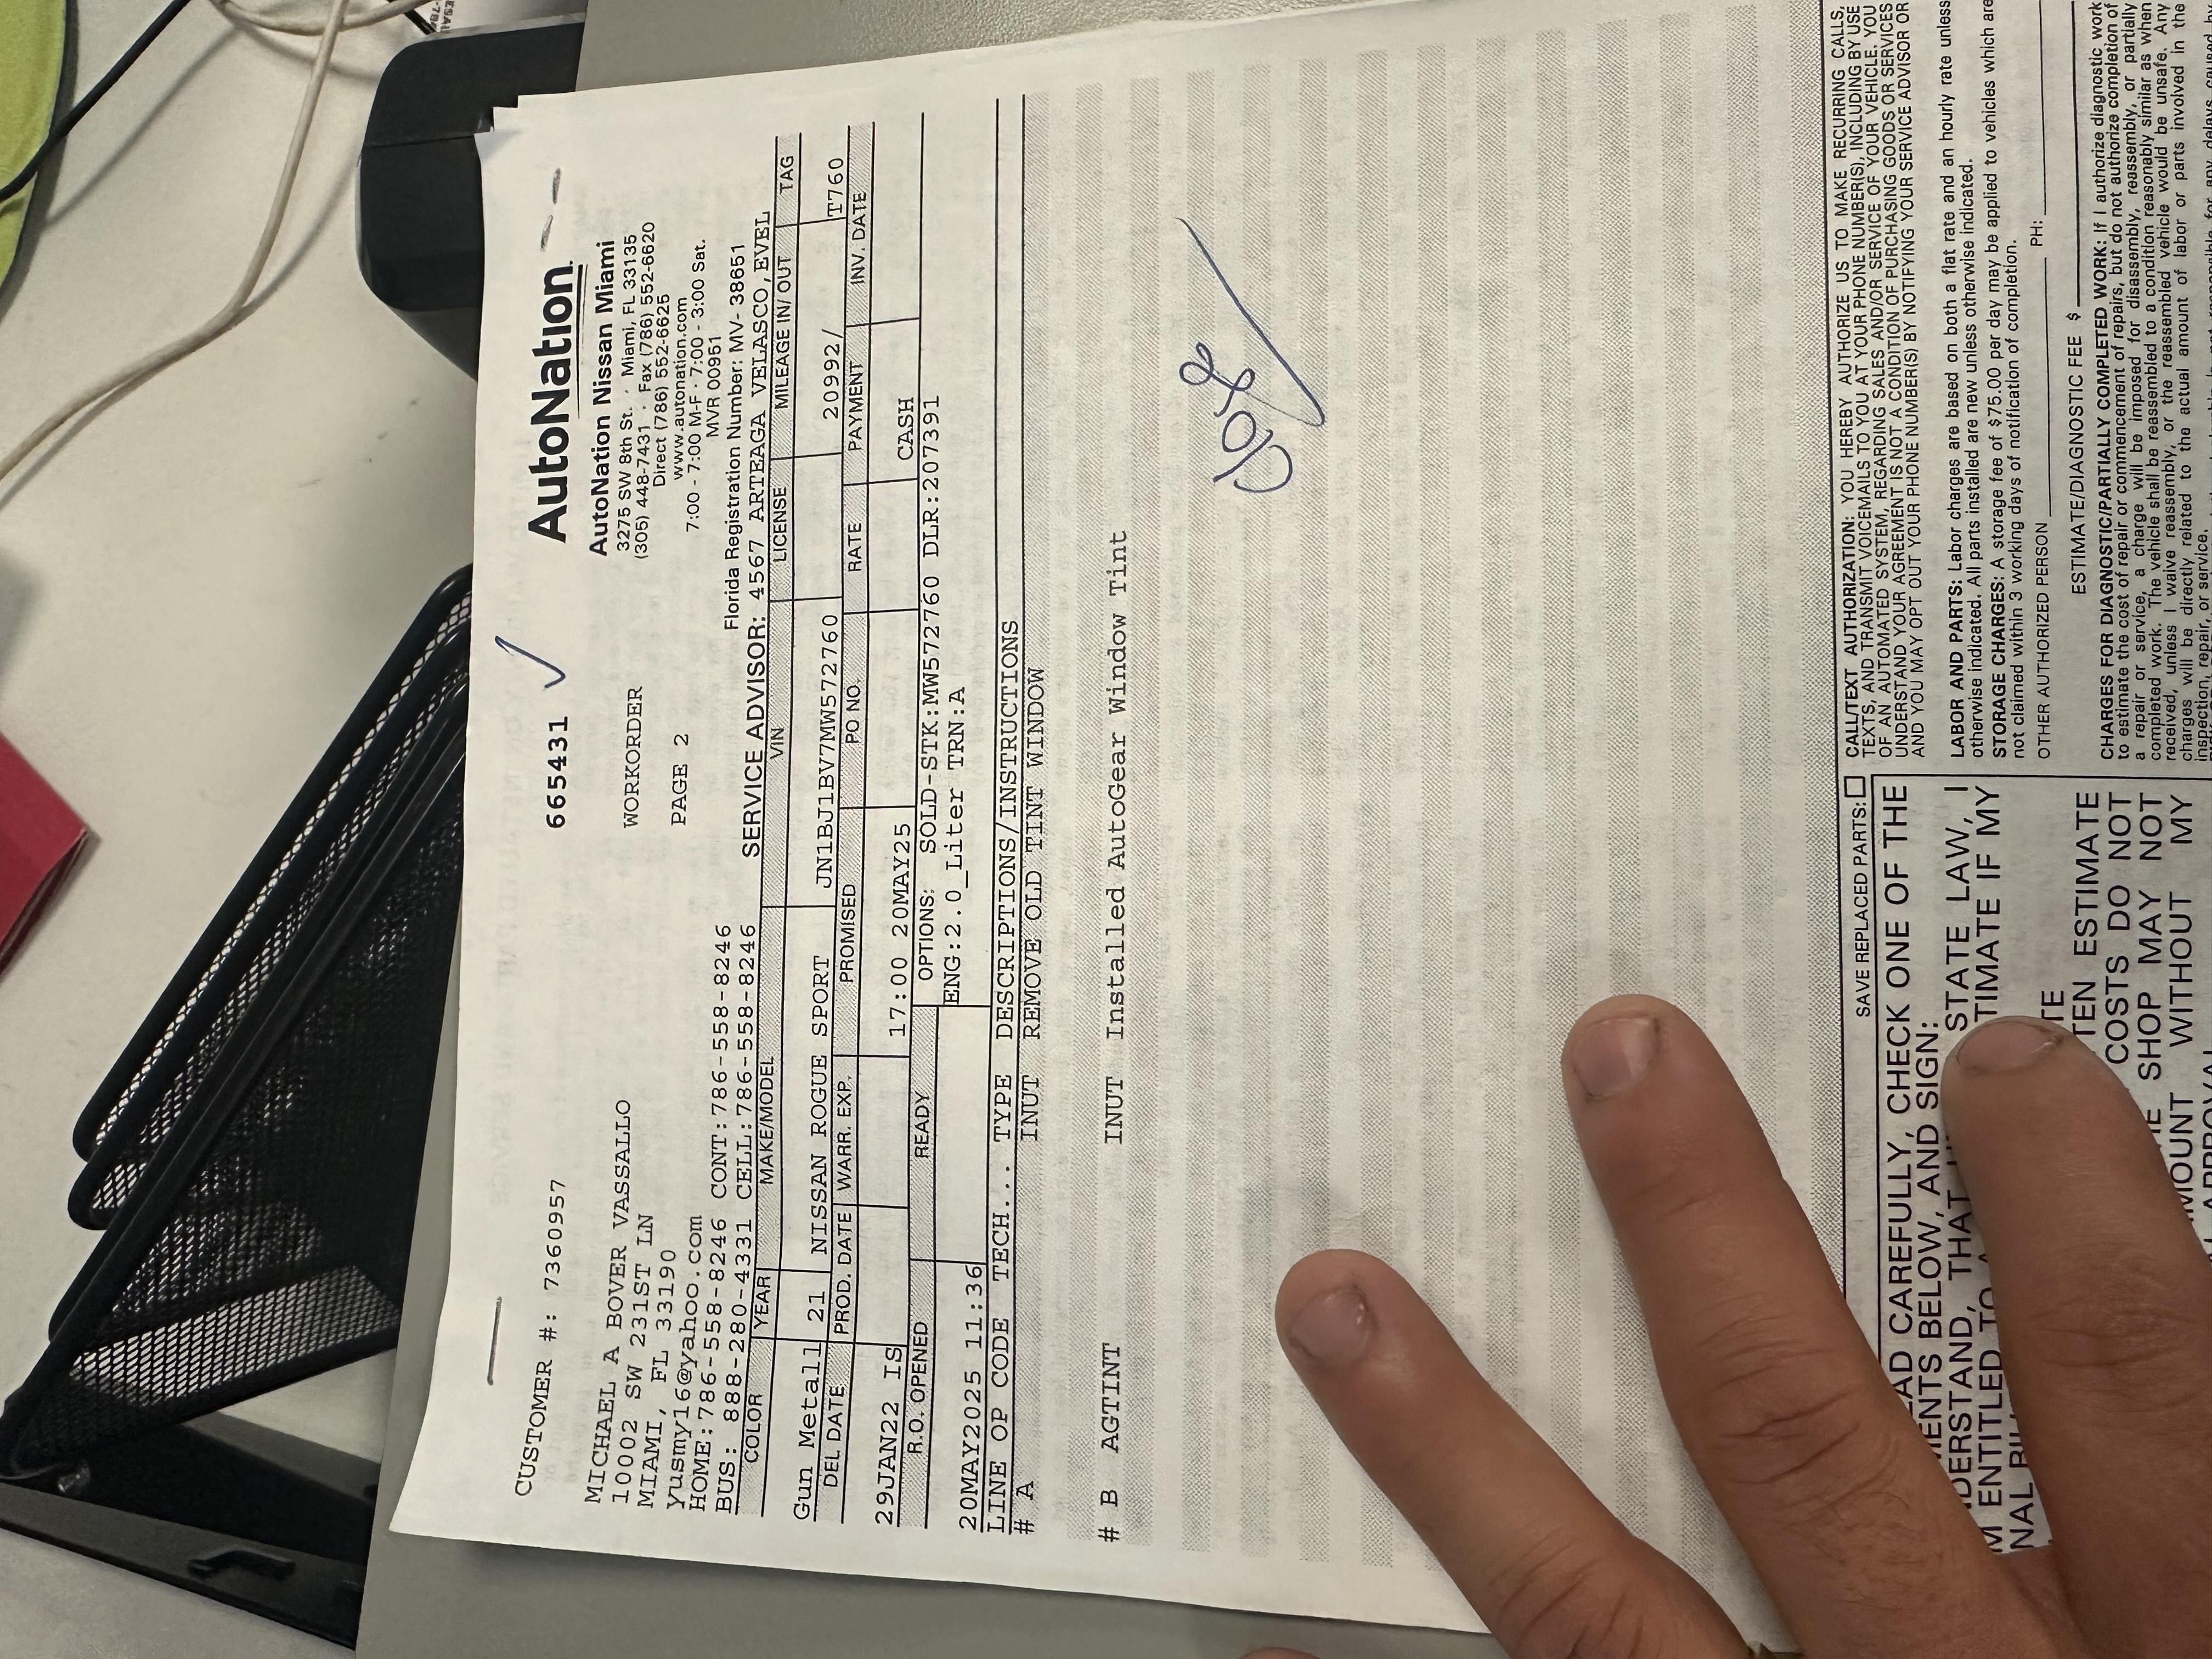 CUSTOMER #: 7360957
665431
AutoNation
WORKORDER
PAGE 2
AutoNation Nissan Miami
3275 SW 8th St. · Miami, FL 33135
(305) 448-7431 · Fax (786) 552-6620
Direct (786) 552-6625
www.autonation.com
7:00 - 7:00 M-F · 7:00 - 3:00 Sat.
MVR 00951
Florida Registration Number: MV- 38651
MICHAEL A BOVER VASSALLO
10002 SW 231ST LN
MIAMI, FL 33190
Yusmy16@yahoo.com
HOME:786-558-8246 CONT:786-558-8246
BUS: 888-280-4331 CELL:786-558-8246
SERVICE ADVISOR: 4567 ARTEAGA VELASCO,EVEL
COLOR YEAR MAKE/MODEL VIN LICENSE MILEAGE IN/ OUT TAG
Gun Metall 21 NISSAN ROGUE SPORT JN1BJ1BV7MW572760 20992/ T760
DEL DATE PROD. DATE WARR. EXP. PROMISED PO NO. RATE PAYMENT INV. DATE
29JAN22 IS 17:00 20MAY25 CASH
R.O. OPENED READY OPTIONS: SOLD-STK:MW572760 DLR:207391
20MAY2025 11:36 ENG:2.0_Liter TRN:A
LINE OP CODE TECH... TYPE DESCRIPTIONS/INSTRUCTIONS
# A INUT REMOVE OLD TINT WINDOW
# B AGTINT INUT Installed AutoGear Window Tint
SAVE REPLACED PARTS:
CAREFULLY, CHECK ONE OF THE
BELOW, AND SIGN:
THAT STATE LAW, I
ENTITLED TO IF MY
TEN ESTIMATE
COSTS DO NOT
SHOP MAY NOT
WITHOUT MY
CALL/TEXT AUTHORIZATION: YOU HEREBY AUTHORIZE US TO MAKE RECURRING CALLS,
TEXTS, AND TRANSMIT VOICEMAILS TO YOU AT YOUR PHONE NUMBER(S), INCLUDING BY USE
OF AN AUTOMATED SYSTEM, REGARDING SALES AND/OR SERVICE OF YOUR VEHICLE. YOU
UNDERSTAND YOUR AGREEMENT IS NOT A CONDITION OF PURCHASING GOODS OR SERVICES
AND YOU MAY OPT OUT YOUR PHONE NUMBER(S) BY NOTIFYING YOUR SERVICE ADVISOR OR
LABOR AND PARTS: Labor charges are based on both a flat rate and an hourly rate unless
otherwise indicated. All parts installed are new unless otherwise indicated.
STORAGE CHARGES: A storage fee of $75.00 per day may be applied to vehicles which are
not claimed within 3 working days of notification of completion.
OTHER AUTHORIZED PERSON PH:
ESTIMATE/DIAGNOSTIC FEE $
CHARGES FOR DIAGNOSTIC/PARTIALLY COMPLETED WORK: If I authorize diagnostic work
to estimate the cost of repair or commencement of repairs, but do not authorize completion of
a repair or service, a charge will be imposed for disassembly, reassembly, or partially
completed work. The vehicle shall be reassembled to a condition reasonably similar as when
received, unless I waive reassembly, or the reassembled vehicle would be unsafe. Any
charges will be directly related to the actual amount of labor or parts involved in the
inspection, repair, or service.